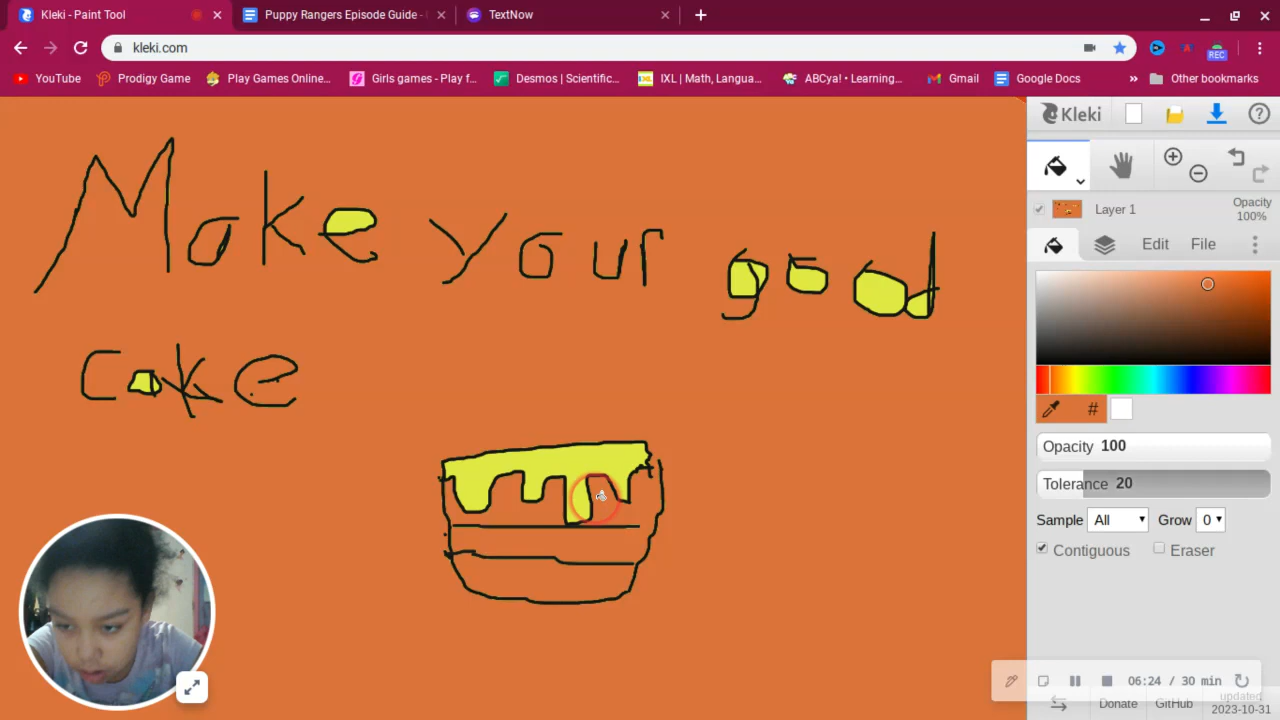 Kleki - Paint Tool
Puppy Rangers Episode Guide -
TextNow
kleki.com
REC
YouTube
Prodigy Game
Play Games Online...
Girls games - Play f...
Desmos | Scientific...
IXL | Math, Langua...
ABCya! • Learning...
Gmail
Google Docs
»
Other bookmarks
Make your good
cake
Kleki
Layer 1
Opacity
100%
Edit
File
#
Opacity 100
Tolerance 20
Sample All
Grow 0
Contiguous
Eraser
06:24 / 30 min
Donate
GitHub
updated
2023-10-31